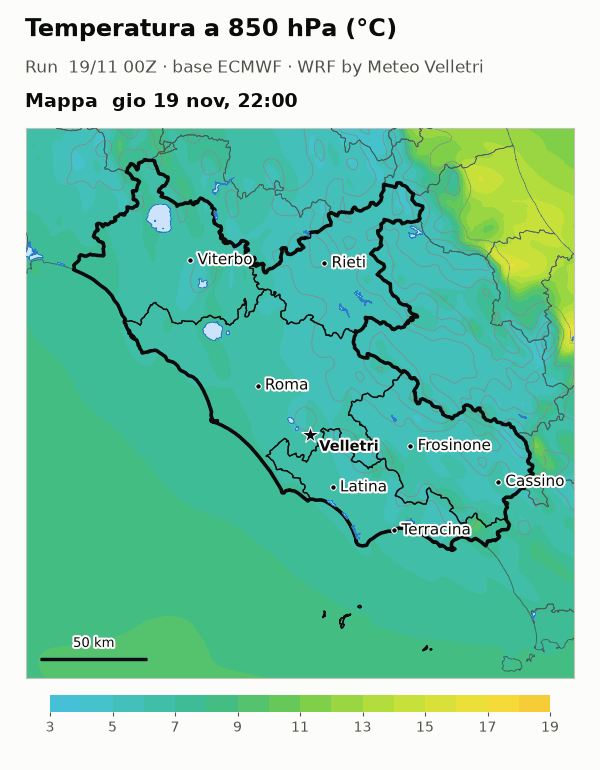 Temperatura a 850 hPa (°C)
Run  19/11 00Z · base ECMWF · WRF by Meteo Velletri
Mappa  gio 19 nov, 22:00
Viterbo
Rieti
Roma
Velletri
Frosinone
Cassino
Latina
Terracina
50 km
3 5 7 9 11 13 15 17 19